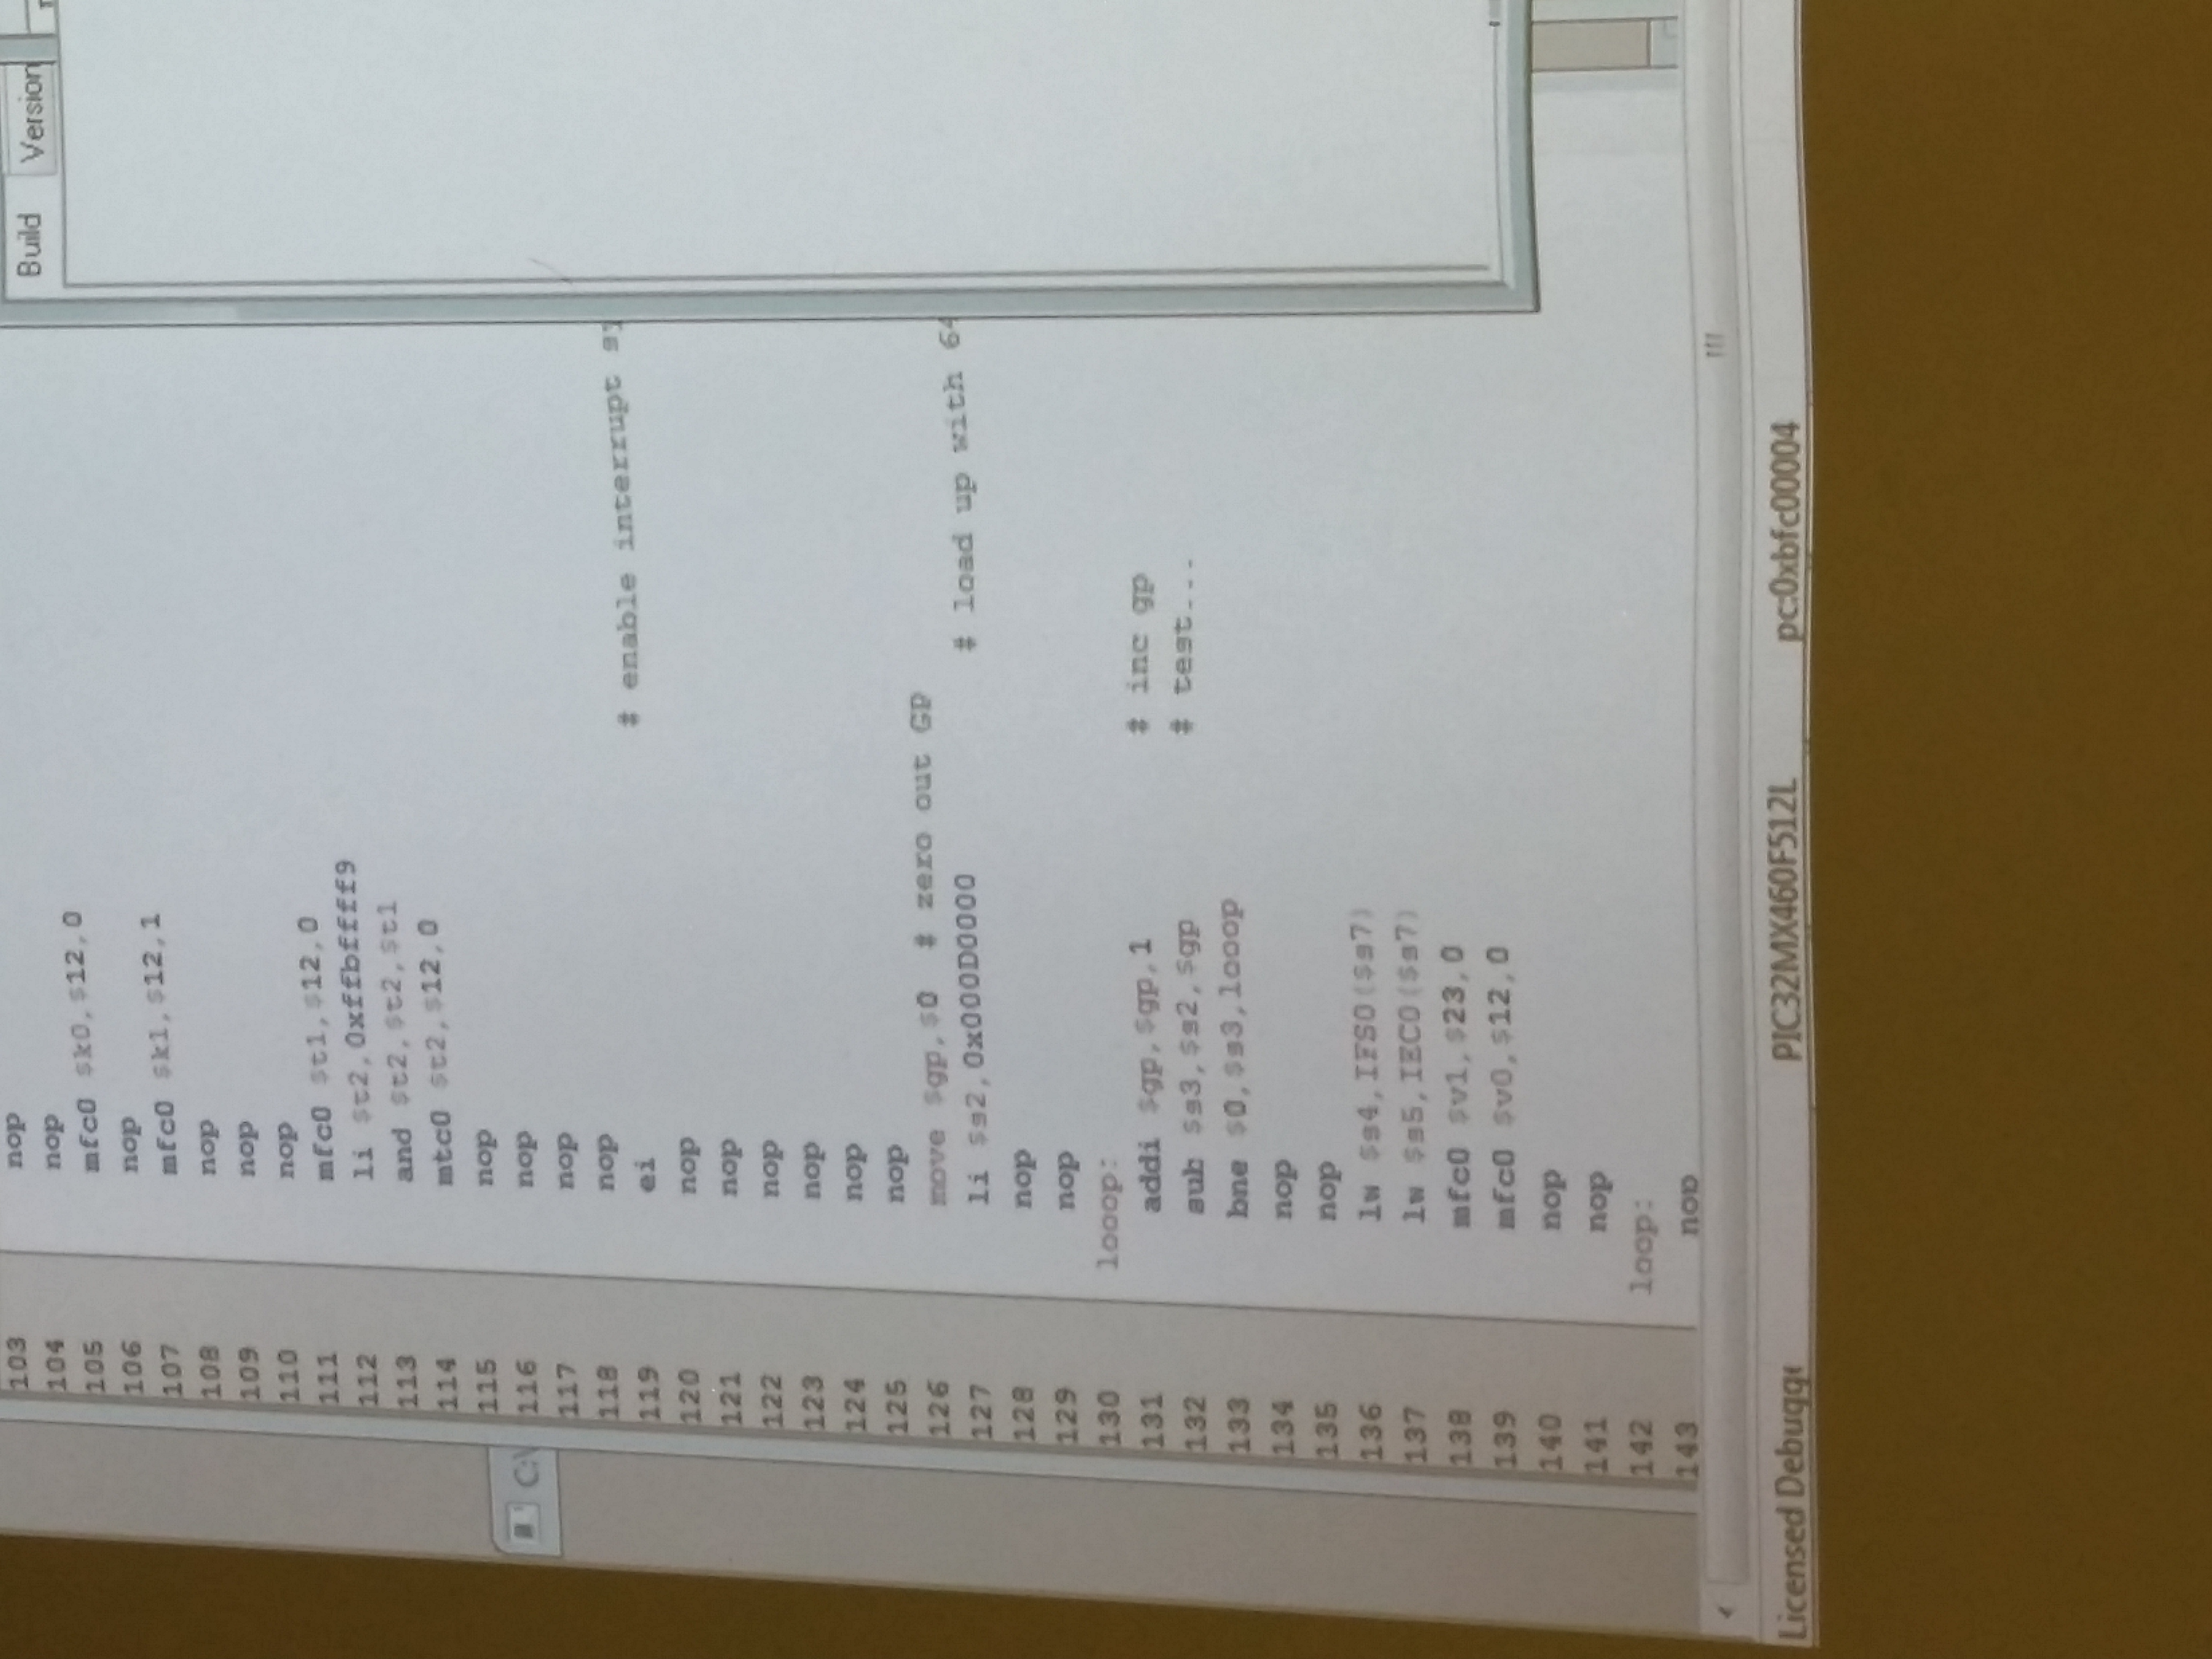 Build Version
103 nop
104 nop
105 mfc0 $k0,$12,0
106 nop
107 mfc0 $k1,$12,1
108 nop
109 nop
110 nop
111 mfc0 $t1,$12,0
112 li $t2,0xffbffff9
113 and $t2,$t2,$t1
114 mtc0 $t2,$12,0
115 nop
C:\
116 nop
117 nop
118 nop
119 ei # enable interrupt
120 nop
121 nop
122 nop
123 nop
124 nop
125 nop
126 move $gp,$0 # zero out GP
127 li $s2,0x000D0000 # load up with 64
128 nop
129 nop
130 looop:
131 addi $gp,$gp,1 # inc gp
132 sub $s3,$s2,$gp # test...
133 bne $0,$s3,looop
134 nop
135 nop
136 lw $s4,IFS0($s7)
137 lw $s5,IEC0($s7)
138 mfc0 $v1,$23,0
139 mfc0 $v0,$12,0
140 nop
141 nop
142 loop:
143 nop
Licensed Debugge PIC32MX460F512L pc:0xbfc00004